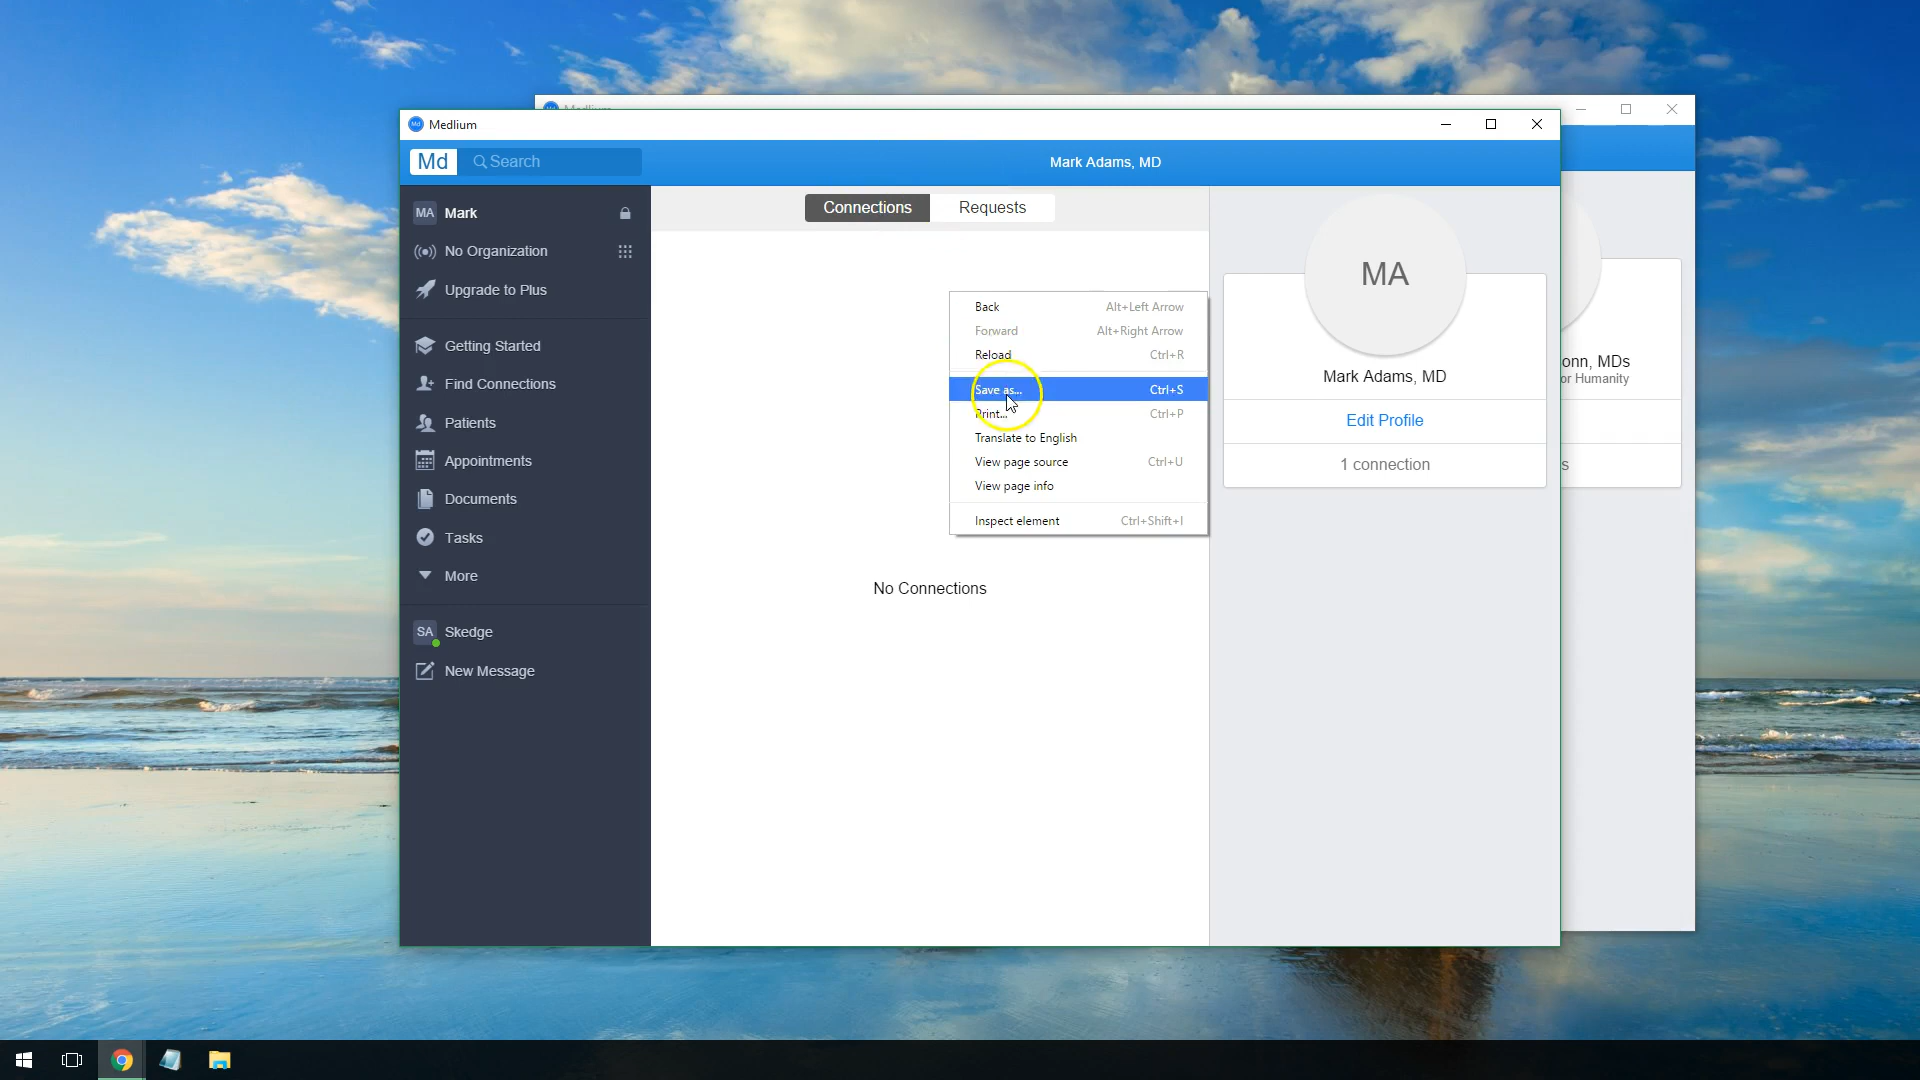 Medlium
Medlium
Md
Search
Mark Adams, MD
MA Mark
No Organization
Upgrade to Plus
Getting Started
Find Connections
Patients
Appointments
Documents
Tasks
More
SA Skedge
New Message
Connections Requests
Back Alt+Left Arrow
Forward Alt+Right Arrow
Reload Ctrl+R
Save as... Ctrl+S
Print... Ctrl+P
Translate to English
View page source Ctrl+U
View page info
Inspect element Ctrl+Shift+I
No Connections
MA
Mark Adams, MD
Edit Profile
1 connection
onn, MDs
or Humanity
s